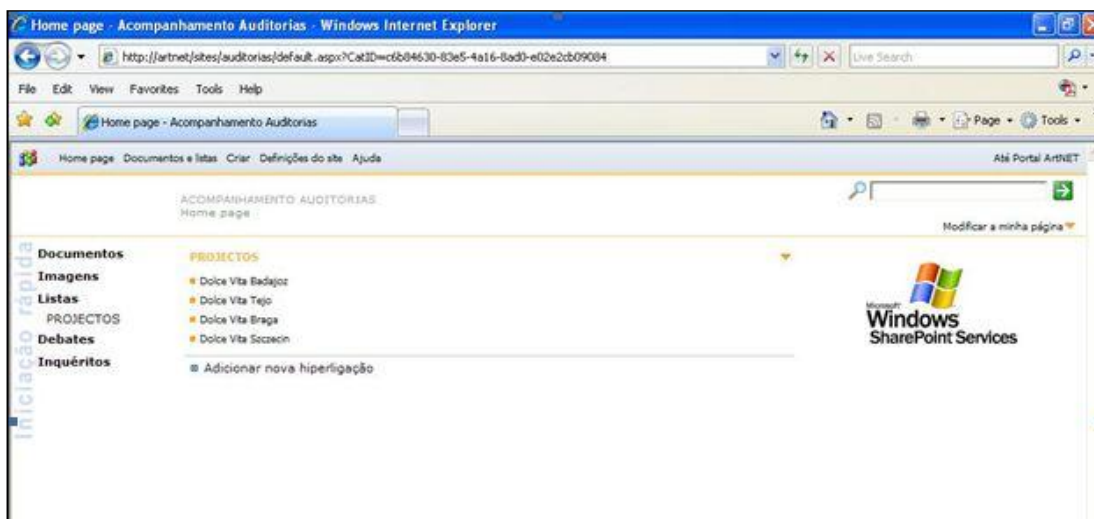 Home page - Acompanhamento Auditorias - Windows Internet Explorer
http://artnet/sites/auditorias/default.aspx?CatID=c6b04630-83e5-4a16-8ad0-e02e2cb09084
Live Search
File Edit View Favorites Tools Help
Home page - Acompanhamento Auditorias
Page Tools
Home page Documentos e listas Criar Definições do site Ajuda
Até Portal ArtNET
ACOMPANHAMENTO AUDITORIAS
Home page
Modificar a minha página
Iniciação rápida
Documentos
Imagens
Listas
PROJECTOS
Debates
Inquéritos
PROJECTOS
Dolce Vita Badajoz
Dolce Vita Tejo
Dolce Vita Braga
Dolce Vita Szczecin
Adicionar nova hiperligação
Microsoft
Windows
SharePoint Services